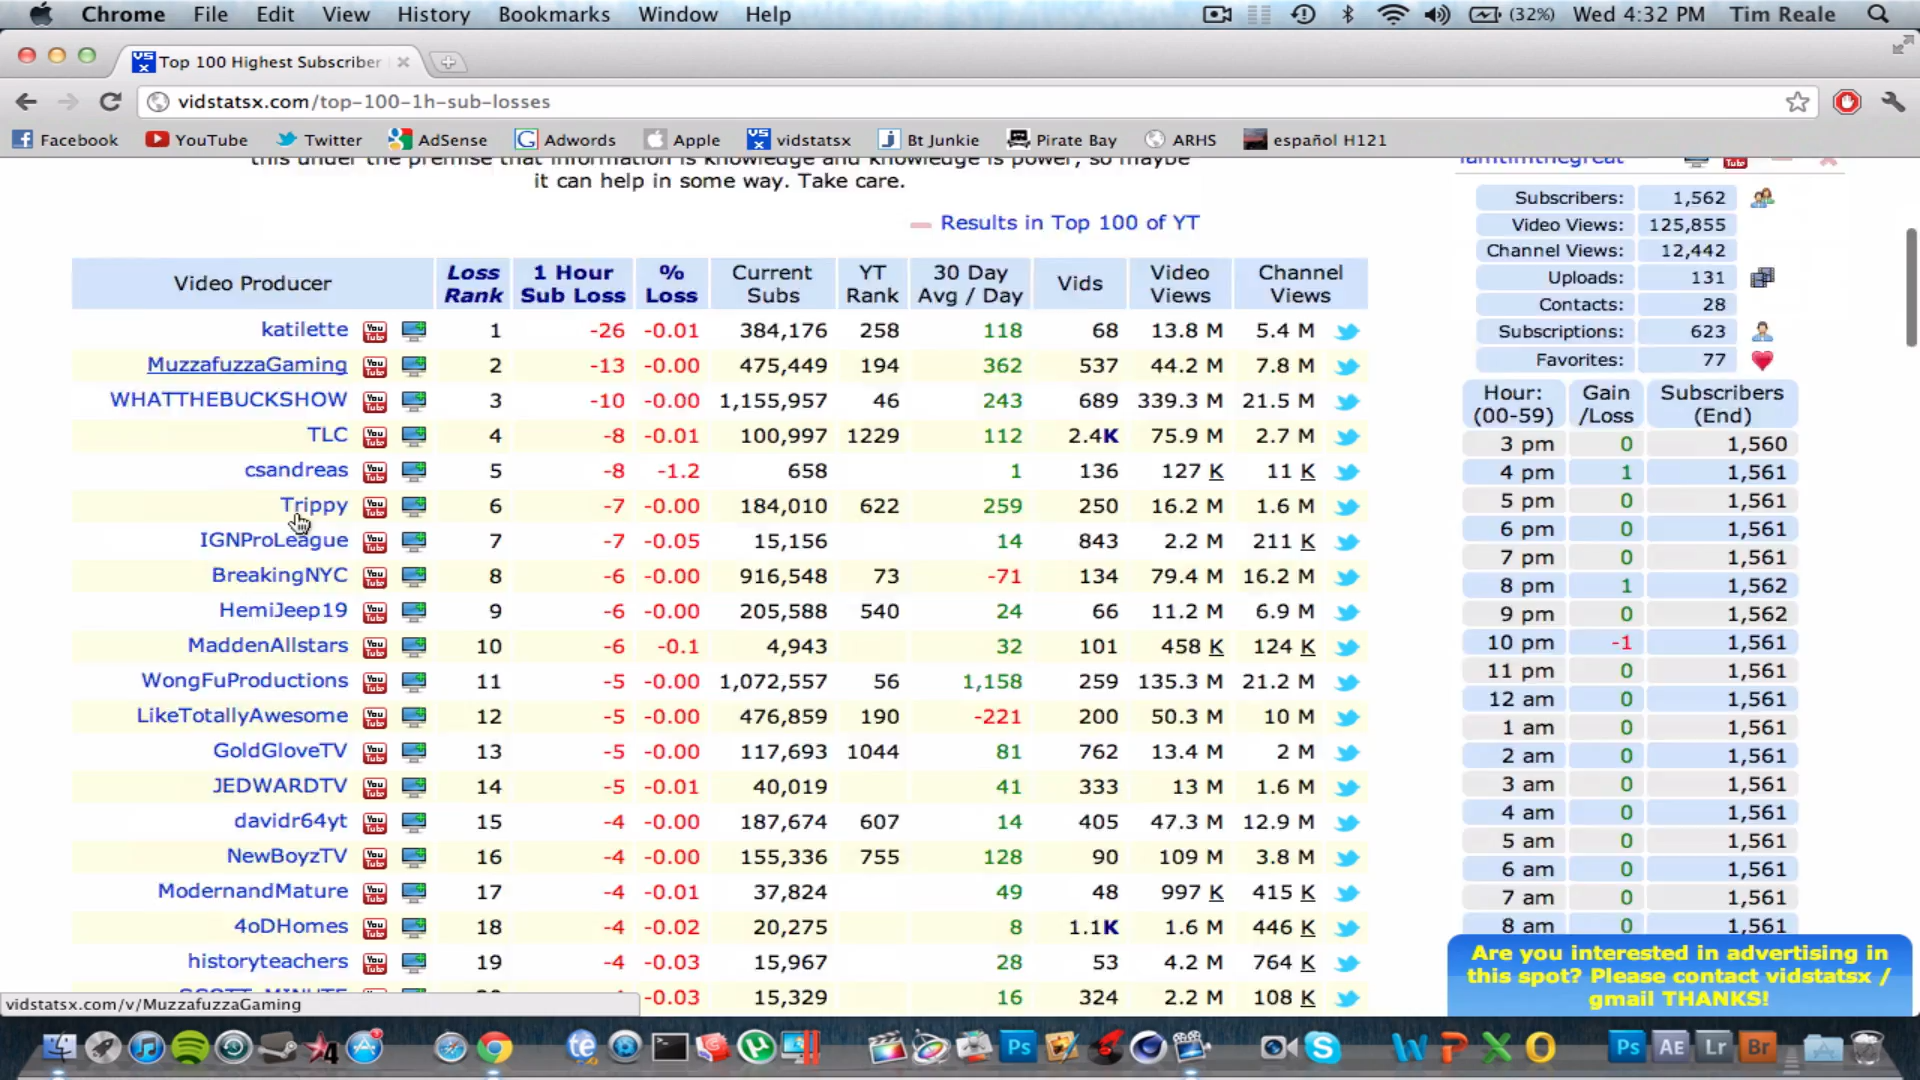 Chrome File Edit View History Bookmarks Window Help (32%) Wed 4:32 PM Tim Reale
Top 100 Highest Subscriber
vidstatsx.com/top-100-1h-sub-losses
Facebook YouTube Twitter AdSense Adwords Apple vidstatsx Bt Junkie Pirate Bay ARHS español H121
this under the premise that information is knowledge and knowledge is power, so maybe
it can help in some way. Take care.
Results in Top 100 of YT
Video Producer Loss Rank 1 Hour Sub Loss % Loss Current Subs YT Rank 30 Day Avg / Day Vids Video Views Channel Views
katilette 1 -26 -0.01 384,176 258 118 68 13.8 M 5.4 M
MuzzafuzzaGaming 2 -13 -0.00 475,449 194 362 537 44.2 M 7.8 M
WHATTHEBUCKSHOW 3 -10 -0.00 1,155,957 46 243 689 339.3 M 21.5 M
TLC 4 -8 -0.01 100,997 1229 112 2.4K 75.9 M 2.7 M
csandreas 5 -8 -1.2 658 1 136 127 K 11 K
Trippy 6 -7 -0.00 184,010 622 259 250 16.2 M 1.6 M
IGNProLeague 7 -7 -0.05 15,156 14 843 2.2 M 211 K
BreakingNYC 8 -6 -0.00 916,548 73 -71 134 79.4 M 16.2 M
HemiJeep19 9 -6 -0.00 205,588 540 24 66 11.2 M 6.9 M
MaddenAllstars 10 -6 -0.1 4,943 32 101 458 K 124 K
WongFuProductions 11 -5 -0.00 1,072,557 56 1,158 259 135.3 M 21.2 M
LikeTotallyAwesome 12 -5 -0.00 476,859 190 -221 200 50.3 M 10 M
GoldGloveTV 13 -5 -0.00 117,693 1044 81 762 13.4 M 2 M
JEDWARDTV 14 -5 -0.01 40,019 41 333 13 M 1.6 M
davidr64yt 15 -4 -0.00 187,674 607 14 405 47.3 M 12.9 M
NewBoyzTV 16 -4 -0.00 155,336 755 128 90 109 M 3.8 M
ModernandMature 17 -4 -0.01 37,824 49 48 997 K 415 K
4oDHomes 18 -4 -0.02 20,275 8 1.1K 1.6 M 446 K
historyteachers 19 -4 -0.03 15,967 28 53 4.2 M 764 K
-0.03 15,329 16 324 2.2 M 108 K
vidstatsx.com/v/MuzzafuzzaGaming
iamtimthegreat
Subscribers: 1,562
Video Views: 125,855
Channel Views: 12,442
Uploads: 131
Contacts: 28
Subscriptions: 623
Favorites: 77
Hour: (00-59) Gain /Loss Subscribers (End)
3 pm 0 1,560
4 pm 1 1,561
5 pm 0 1,561
6 pm 0 1,561
7 pm 0 1,561
8 pm 1 1,562
9 pm 0 1,562
10 pm -1 1,561
11 pm 0 1,561
12 am 0 1,561
1 am 0 1,561
2 am 0 1,561
3 am 0 1,561
4 am 0 1,561
5 am 0 1,561
6 am 0 1,561
7 am 0 1,561
8 am 0 1,561
Are you interested in advertising in
this spot? Please contact vidstatsx /
gmail THANKS!
Ps W P X O Ps AE Lr Br